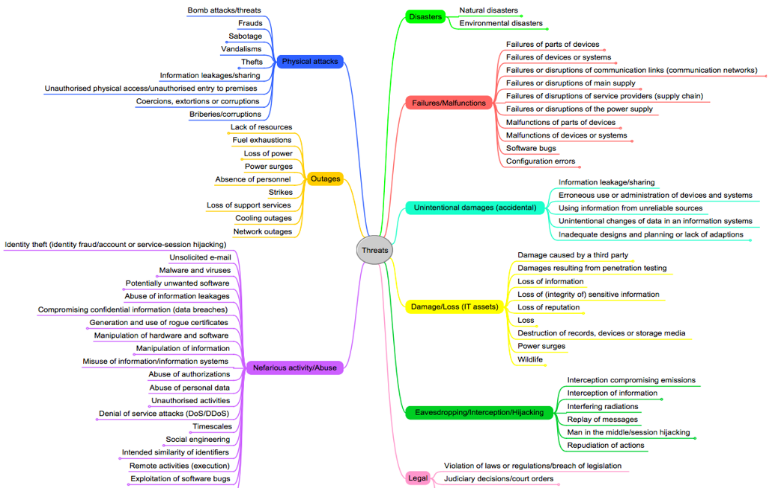 Threats
Physical attacks
Bomb attacks/threats
Frauds
Sabotage
Vandalisms
Thefts
Information leakages/sharing
Unauthorised physical access/unauthorised entry to premises
Coercions, extortions or corruptions
Briberies/corruptions
Outages
Lack of resources
Fuel exhaustions
Loss of power
Power surges
Absence of personnel
Strikes
Loss of support services
Cooling outages
Network outages
Nefarious activity/Abuse
Identity theft (identity fraud/account or service-session hijacking)
Unsolicited e-mail
Malware and viruses
Potentially unwanted software
Abuse of information leakages
Compromising confidential information (data breaches)
Generation and use of rogue certificates
Manipulation of hardware and software
Manipulation of information
Misuse of information/information systems
Abuse of authorizations
Abuse of personal data
Unauthorised activities
Denial of service attacks (DoS/DDoS)
Timescales
Social engineering
Intended similarity of identifiers
Remote activities (execution)
Exploitation of software bugs
Disasters
Natural disasters
Environmental disasters
Failures/Malfunctions
Failures of parts of devices
Failures of devices or systems
Failures or disruptions of communication links (communication networks)
Failures or disruptions of main supply
Failures of disruptions of service providers (supply chain)
Failures or disruptions of the power supply
Malfunctions of parts of devices
Malfunctions of devices or systems
Software bugs
Configuration errors
Unintentional damages (accidental)
Information leakage/sharing
Erroneous use or administration of devices and systems
Using information from unreliable sources
Unintentional changes of data in an information systems
Inadequate designs and planning or lack of adaptions
Damage/Loss (IT assets)
Damage caused by a third party
Damages resulting from penetration testing
Loss of information
Loss of (integrity of) sensitive information
Loss of reputation
Loss
Destruction of records, devices or storage media
Power surges
Wildlife
Eavesdropping/Interception/Hijacking
Interception compromising emissions
Interception of information
Interfering radiations
Replay of messages
Man in the middle/session hijacking
Repudiation of actions
Legal
Violation of laws or regulations/breach of legislation
Judiciary decisions/court orders